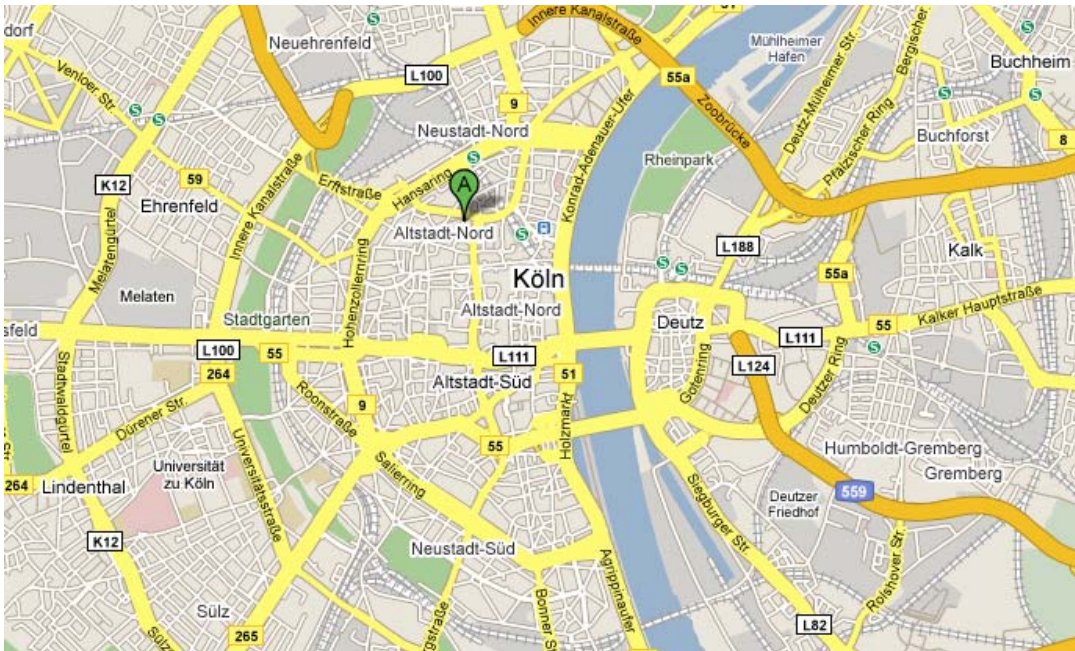 Innere Kanalstraße
51
dorf
Neuehrenfeld
S
Mühlheimer
Hafen
Bergischer
S
Buchheim
Venloer Str.
L100
55a
Deutz-Mülheimer Str.
S
S
9
Konrad-Adenauer-Ufer
Zoobrücke
S
S
Neustadt-Nord
Pfälzischer Ring
Buchforst
8
S
Rheinpark
K12
59
Erftstraße
Hansaring
A
Ehrenfeld
Innere Kanalstraße
Altstadt-Nord
S
L188
Kalk
Melatengürtel
Köln
S
S
55a
Melaten
Hohenzollernring
Altstadt-Nord
Kalker Hauptstraße
sfeld
Stadtgarten
Deutz
55
L100
55
L111
L111
S
264
Altstadt-Süd
51
L124
Stadtwaldgürtel
Dürener Str.
Roonstraße
9
Gotenring
Deutzer Ring
55
Holzmarkt
Humboldt-Gremberg
Universität
zu Köln
Universitätsstraße
Salierring
Gremberg
264
Lindenthal
Deutzer
Friedhof
559
Siegburger Str
K12
Neustadt-Süd
Rolshover Str.
Agrippinaufer
Sülz
265
Bonner
L82